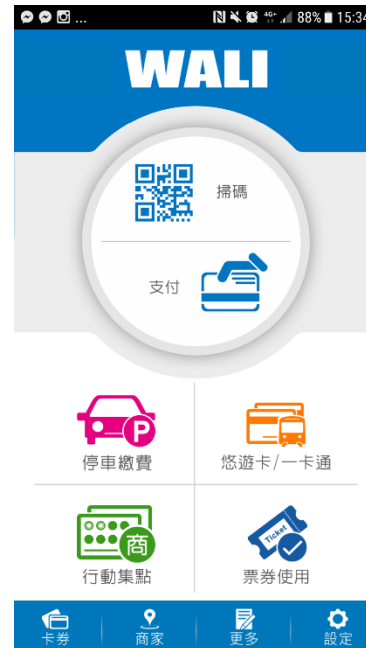 ... 4G+ 88% 15:34
WALI
掃碼
支付
P
停車繳費
悠遊卡/一卡通
商
Ticket
行動集點
票券使用
卡券
商家
更多
設定